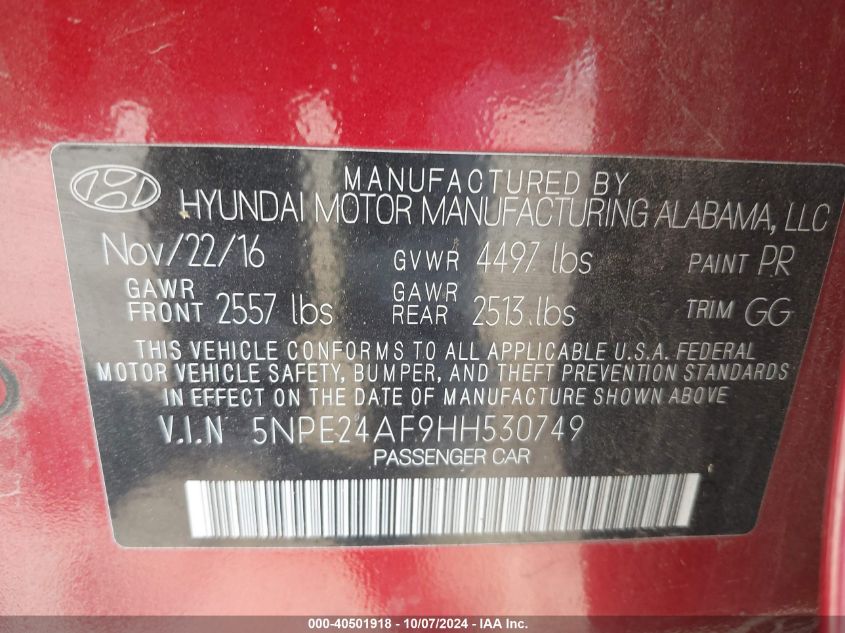 MANUFACTURED BY
HYUNDAI MOTOR MANUFACTURING ALABAMA, LLC
Nov/22/16 GVWR 4497 lbs PAINT PR
GAWR FRONT 2557 lbs GAWR REAR 2513 lbs TRIM GG
THIS VEHICLE CONFORMS TO ALL APPLICABLE U.S.A. FEDERAL
MOTOR VEHICLE SAFETY, BUMPER, AND THEFT PREVENTION STANDARDS
IN EFFECT ON THE DATE OF MANUFACTURE SHOWN ABOVE
V.I.N 5NPE24AF9HH530749
PASSENGER CAR
000-40501918 - 10/07/2024 - IAA Inc.